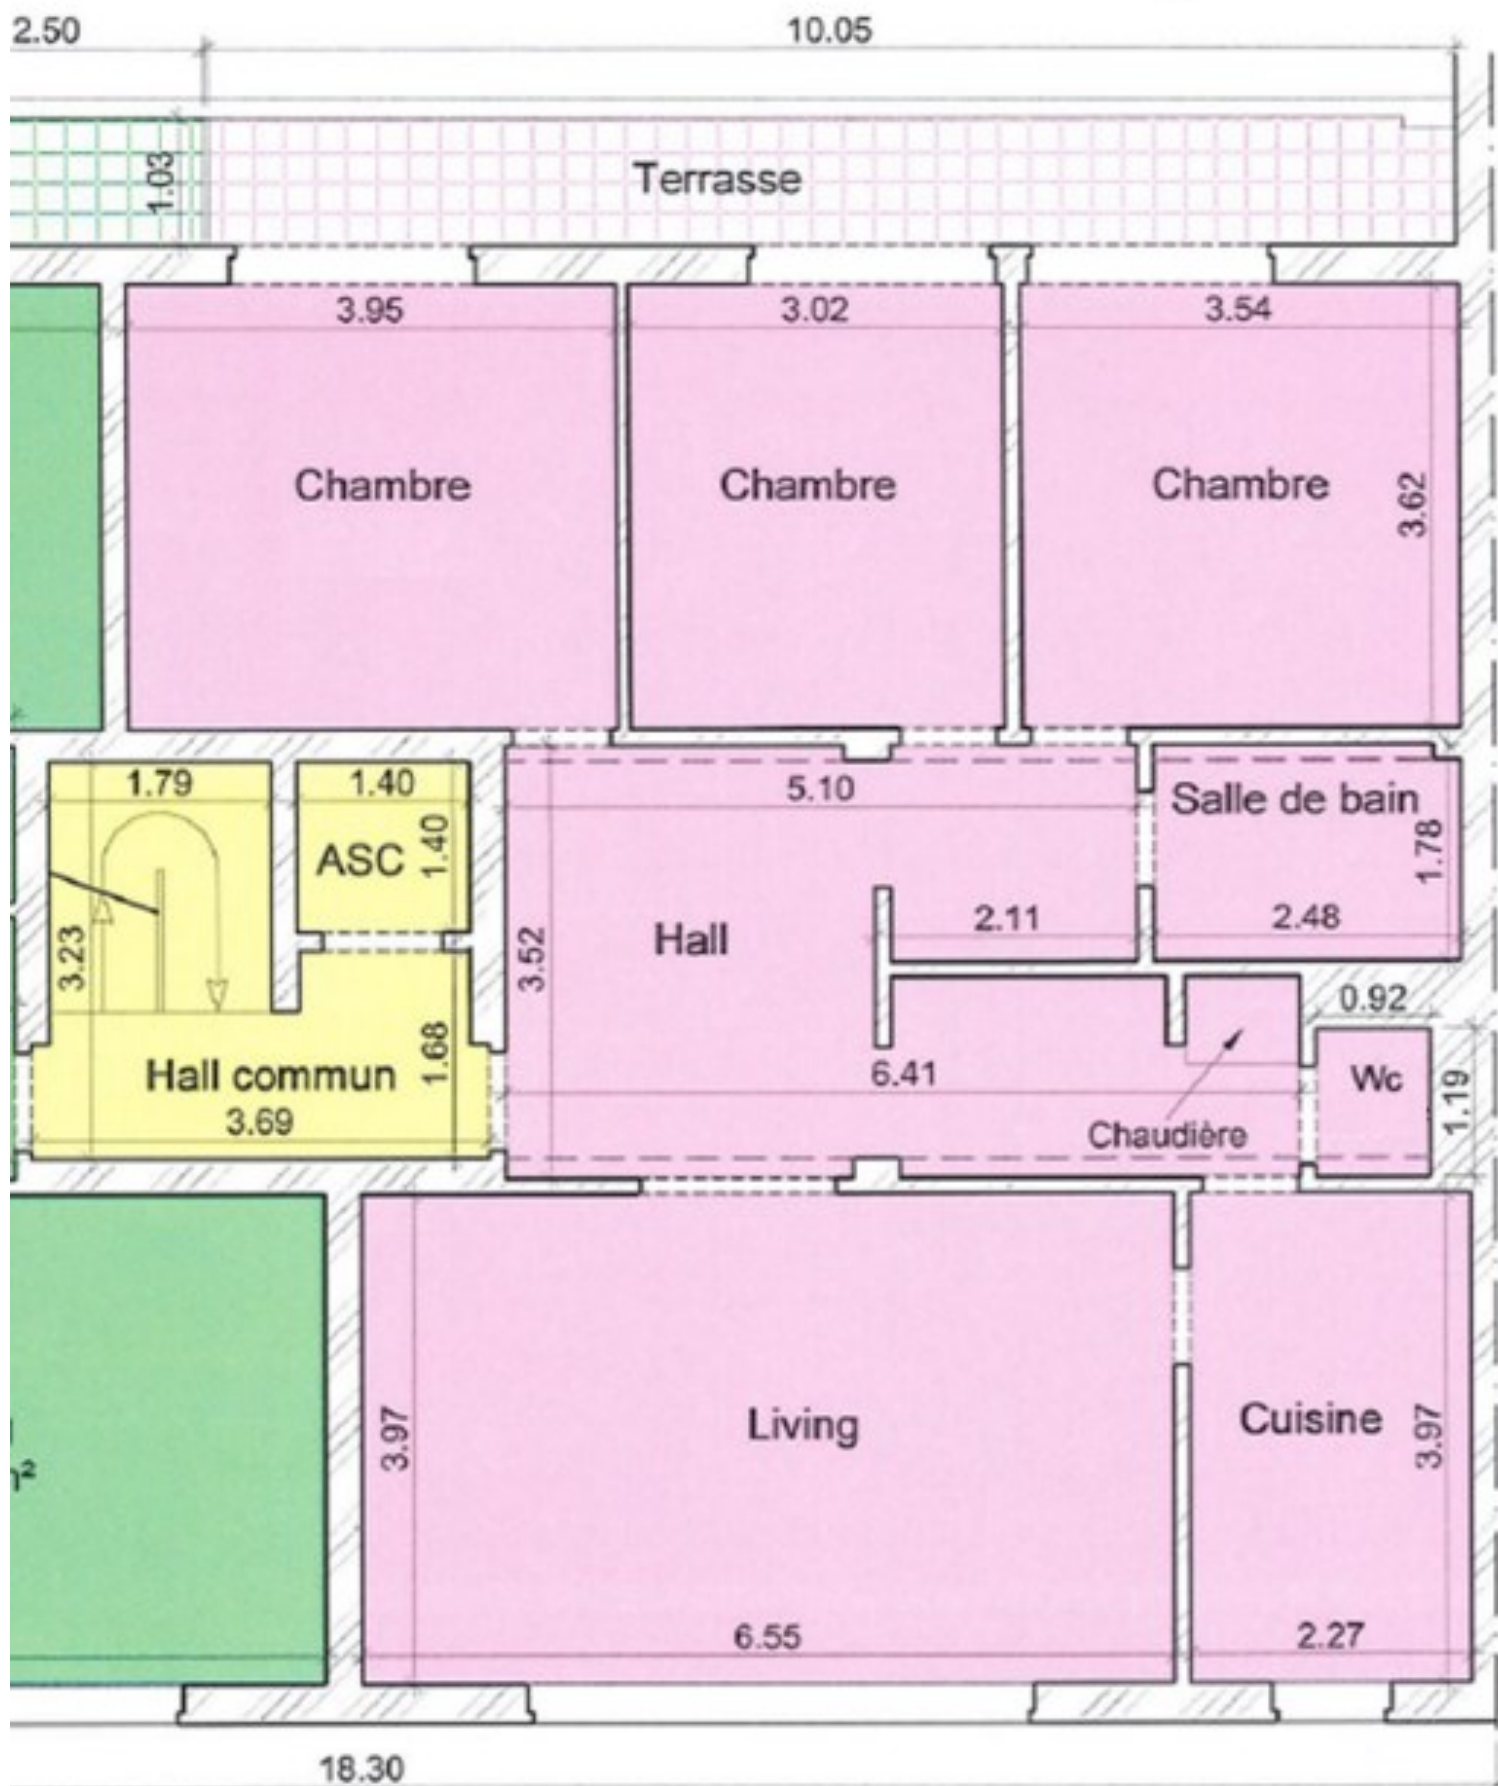 2.50
10.05
1.03
Terrasse
3.95
3.02
3.54
Chambre
Chambre
Chambre
3.62
1.79
1.40
5.10
Salle de bain
ASC
1.40
1.78
3.23
Hall
3.52
2.11
2.48
0.92
1.68
Hall commun
6.41
Wc
1.19
3.69
Chaudière
3.97
Living
Cuisine
3.97
6.55
2.27
18.30